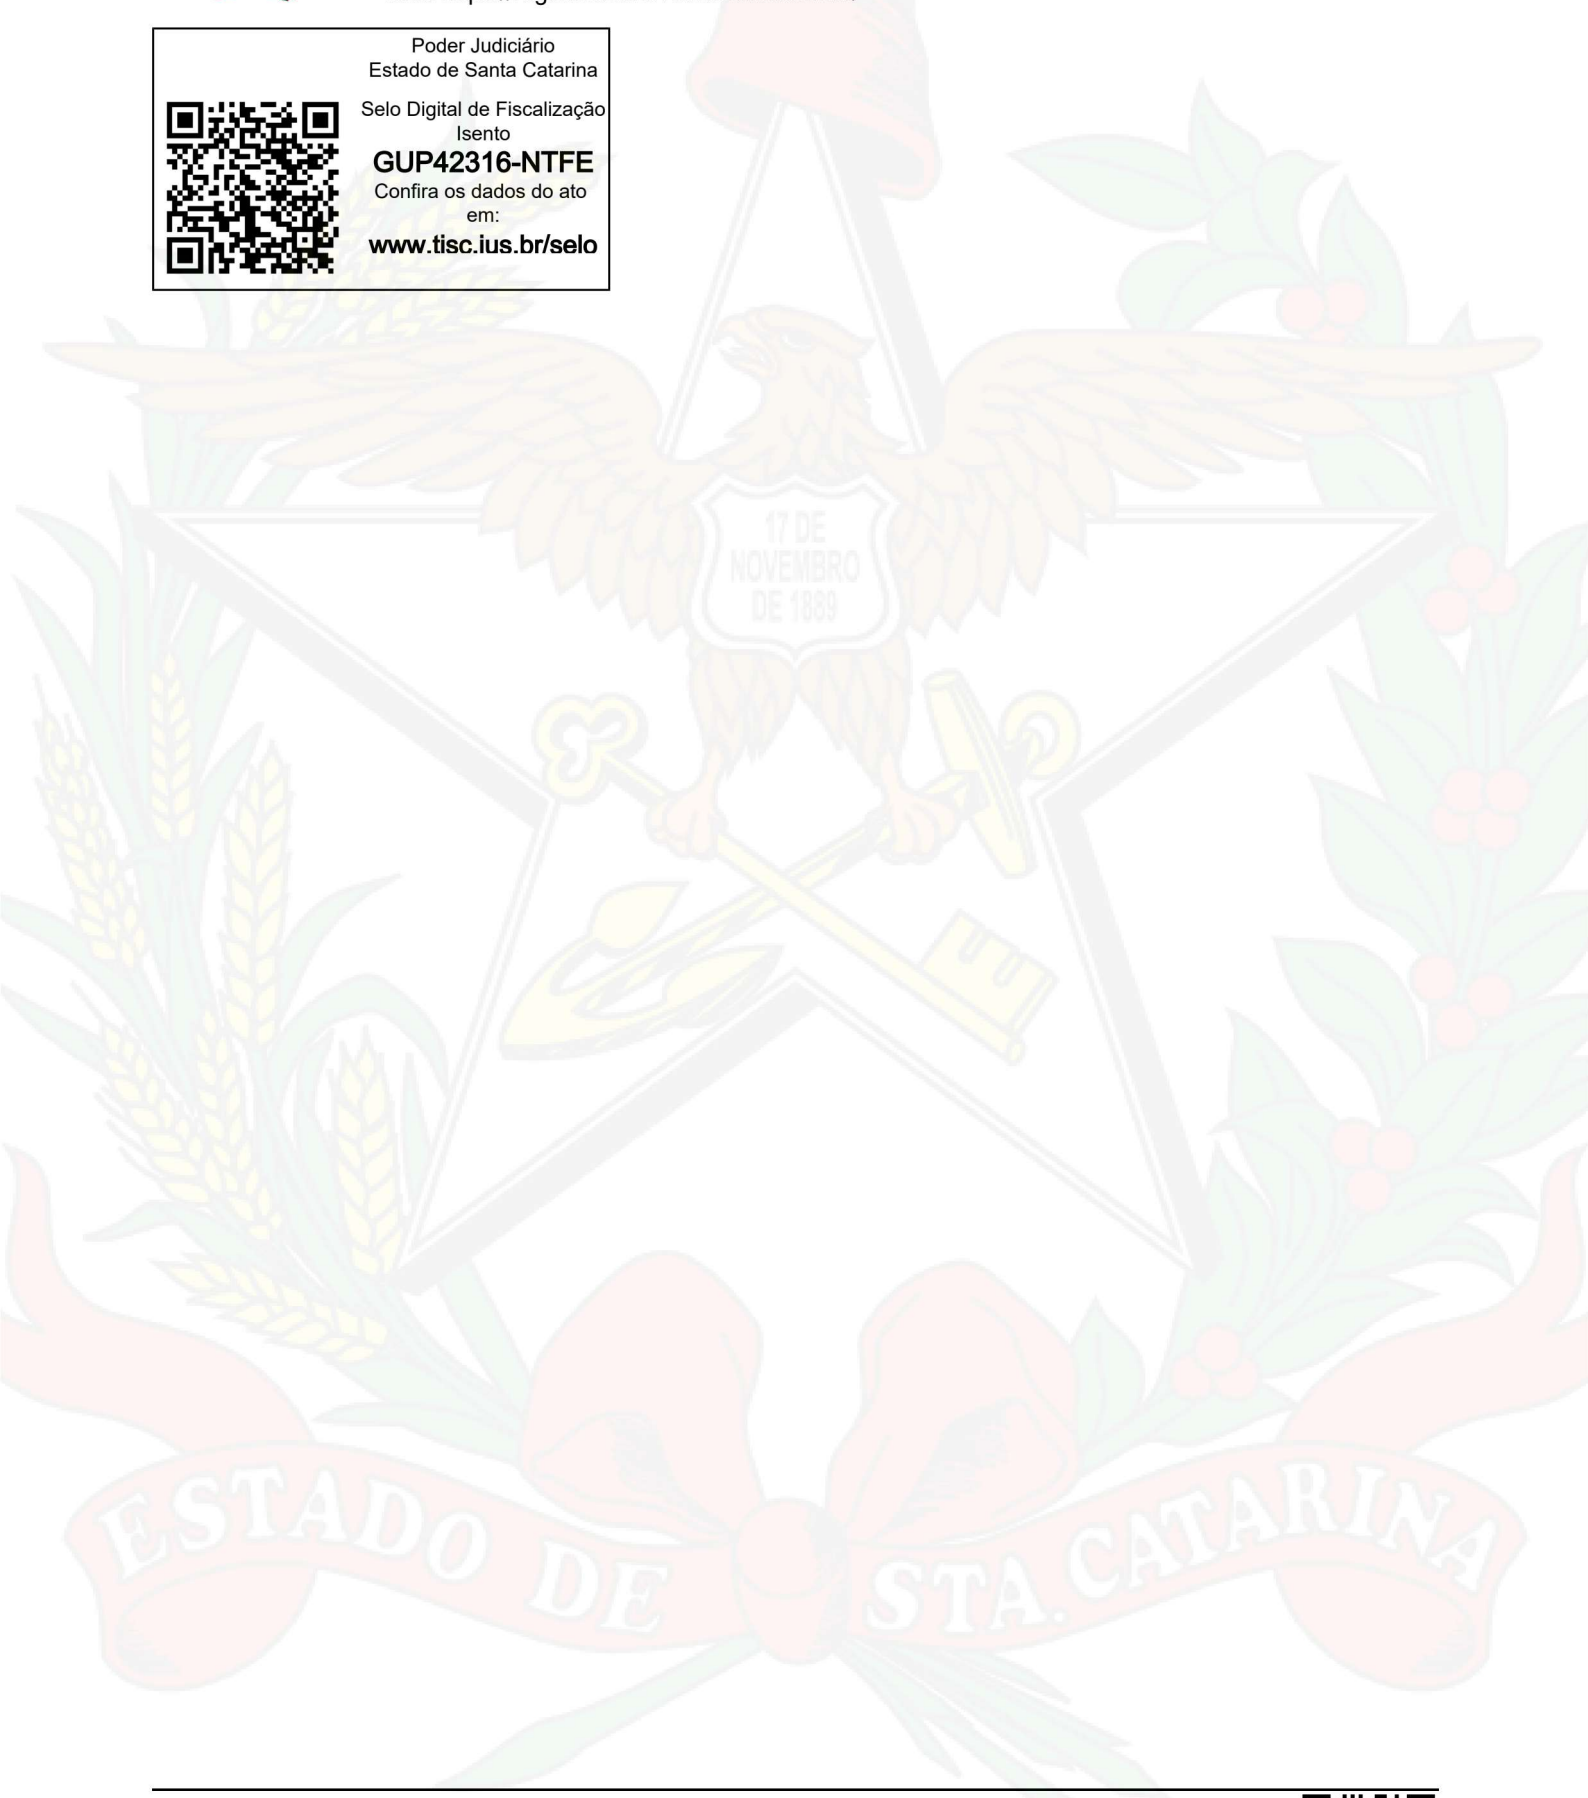 Poder Judiciário
Estado de Santa Catarina
Selo Digital de Fiscalização
Isento
GUP42316-NTFE
Confira os dados do ato
em:
www.tjsc.jus.br/selo
17 DE
NOVEMBRO
DE 1889
ESTADO DE STA. CATARINA